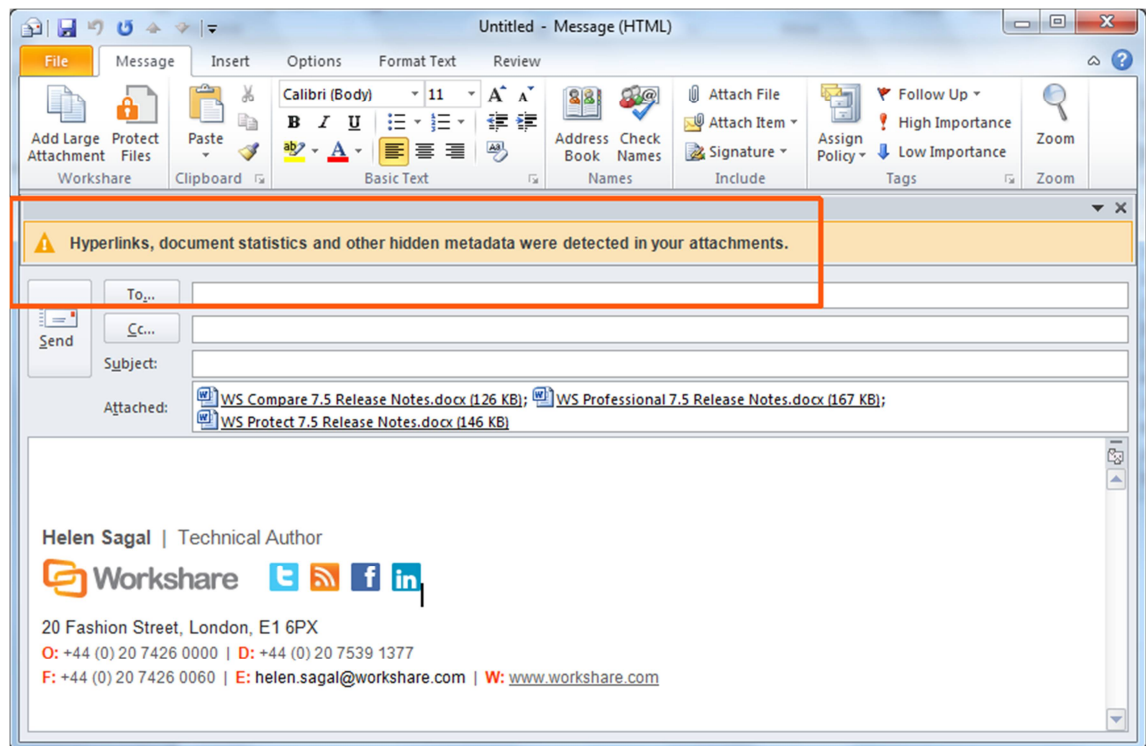 Untitled - Message (HTML)
File Message Insert Options Format Text Review
Add Large Attachment Protect Files
Workshare
Paste
Clipboard
Calibri (Body) 11 A A
B I U
ab A
Basic Text
Address Book Check Names
Names
Attach File
Attach Item
Signature
Include
Assign Policy
Follow Up
High Importance
Low Importance
Tags
Zoom
Zoom
Hyperlinks, document statistics and other hidden metadata were detected in your attachments.
Send
To...
Cc...
Subject:
Attached: WS Compare 7.5 Release Notes.docx (126 KB); WS Professional 7.5 Release Notes.docx (167 KB);
WS Protect 7.5 Release Notes.docx (146 KB)
Helen Sagal | Technical Author
Workshare t f in
20 Fashion Street, London, E1 6PX
O: +44 (0) 20 7426 0000 | D: +44 (0) 20 7539 1377
F: +44 (0) 20 7426 0060 | E: helen.sagal@workshare.com | W: www.workshare.com